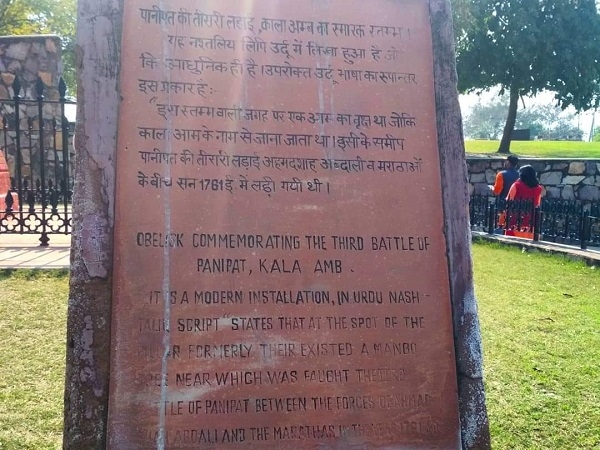 पानीपत की तीसरी लड़ाई, काला अम्ब का स्मारक स्तम्भ।
यह नस्तलिय लिपि उर्दू में लिखा हुआ है जो
कि आधुनिक ही है। उपरोक्त उर्दू भाषा का रुपान्तर
इस प्रकार है:
"इस स्तम्भ वाली जगह पर एक आम का वृक्ष था जोकि
काला आम के नाम से जाना जाता था। इसी के समीप
पानीपत की तीसरी लड़ाई अहमदशाह अब्दाली व मराठाओं
के बीच सन 1761 ई में लड़ी गयी थी।
OBELISK COMMEMORATING THE THIRD BATTLE OF
PANIPAT, KALA AMB.
IT IS A MODERN INSTALLATION, IN URDU NASH-
SCRIPT" STATES THAT AT THE SPOT OF THE
FORMERLY THEIR EXISTED A MANGO
NEAR WHICH WAS FAUGHT THE
OF PANIPAT BETWEEN THE FORCES OF
ABDALI AND THE MARATHAS IN